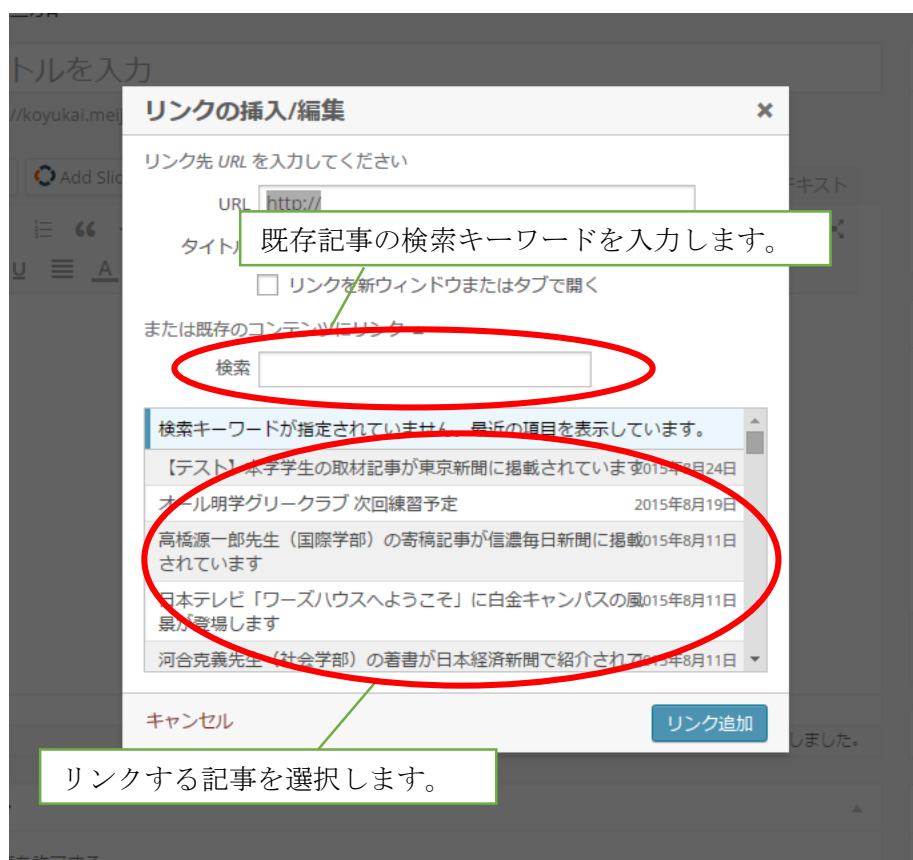 トルを入力
//koyukai.mei
リンクの挿入/編集
リンク先 URL を入力してください
Add Slid
テキスト
URL http://
既存記事の検索キーワードを入力します。
タイトル
リンクを新ウィンドウまたはタブで開く
または既存のコンテンツにリンク
検索
検索キーワードが指定されていません。最近の項目を表示しています。
【テスト】本学学生の取材記事が東京新聞に掲載されています 2015年8月24日
オール明学グリークラブ 次回練習予定 2015年8月19日
高橋源一郎先生（国際学部）の寄稿記事が信濃毎日新聞に掲載 2015年8月11日
されています
日本テレビ「ワーズハウスへようこそ」に白金キャンパスの風 2015年8月11日
景が登場します
河合克義先生（社会学部）の著書が日本経済新聞で紹介されて 2015年8月11日
キャンセル
リンク追加
しました。
リンクする記事を選択します。